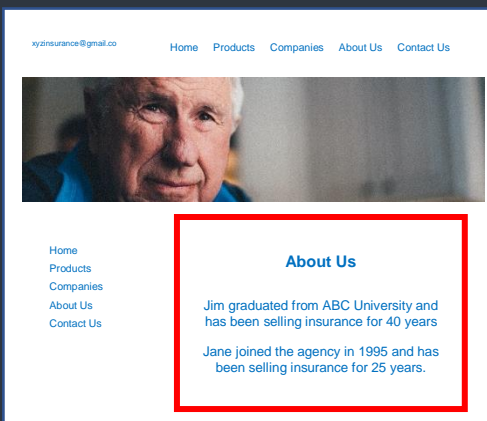 xyzinsurance@gmail.co
Home Products Companies About Us Contact Us
Home
Products
Companies
About Us
Contact Us
About Us
Jim graduated from ABC University and
has been selling insurance for 40 years
Jane joined the agency in 1995 and has
been selling insurance for 25 years.